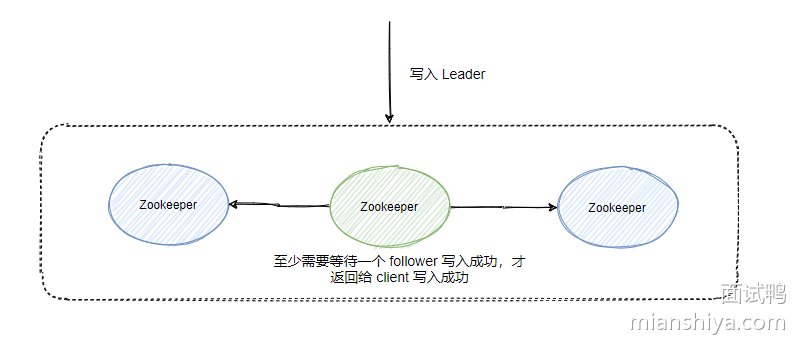 写入 Leader
Zookeeper
Zookeeper
Zookeeper
至少需要等待一个 follower 写入成功，才
返回给 client 写入成功
面试鸭
mianshiya.com